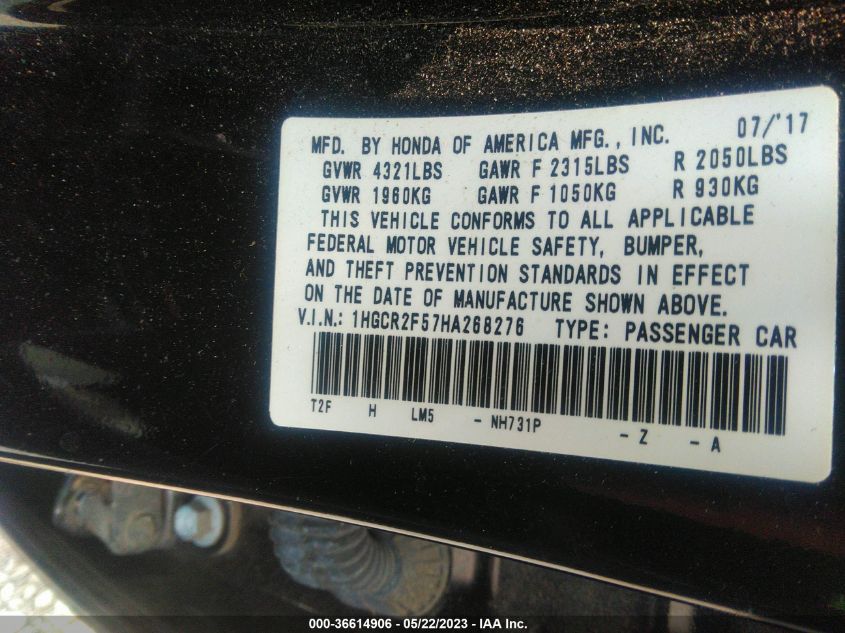 MFD. BY HONDA OF AMERICA MFG., INC. 07/'17
GVWR 4321LBS GAWR F 2315LBS R 2050LBS
GVWR 1960KG GAWR F 1050KG R 930KG
THIS VEHICLE CONFORMS TO ALL APPLICABLE
FEDERAL MOTOR VEHICLE SAFETY, BUMPER,
AND THEFT PREVENTION STANDARDS IN EFFECT
ON THE DATE OF MANUFACTURE SHOWN ABOVE.
V.I.N.: 1HGCR2F57HA268276 TYPE: PASSENGER CAR
T2F H LM5 - NH731P - Z - A
000-36614906 - 05/22/2023 - IAA Inc.